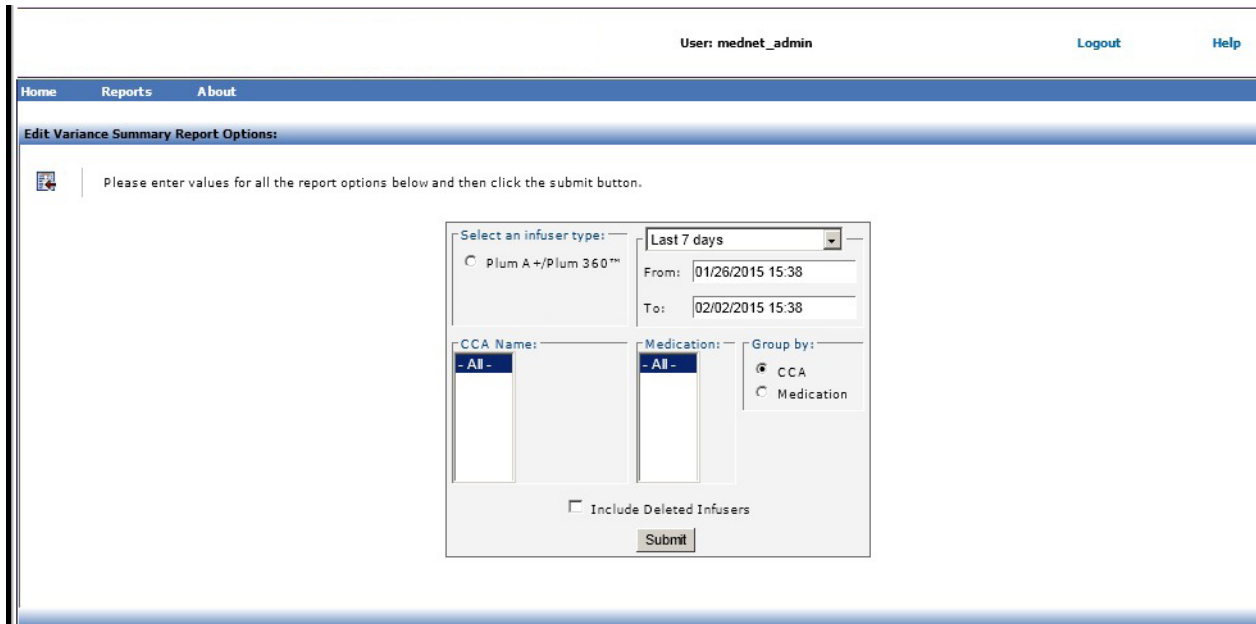 User: mednet_admin Logout Help
Home Reports About
Edit Variance Summary Report Options:
Please enter values for all the report options below and then click the submit button.
Select an infuser type:
Plum A+/Plum 360™
Last 7 days
From: 01/26/2015 15:38
To: 02/02/2015 15:38
CCA Name:
- All -
Medication:
- All -
Group by:
CCA
Medication
Include Deleted Infusers
Submit